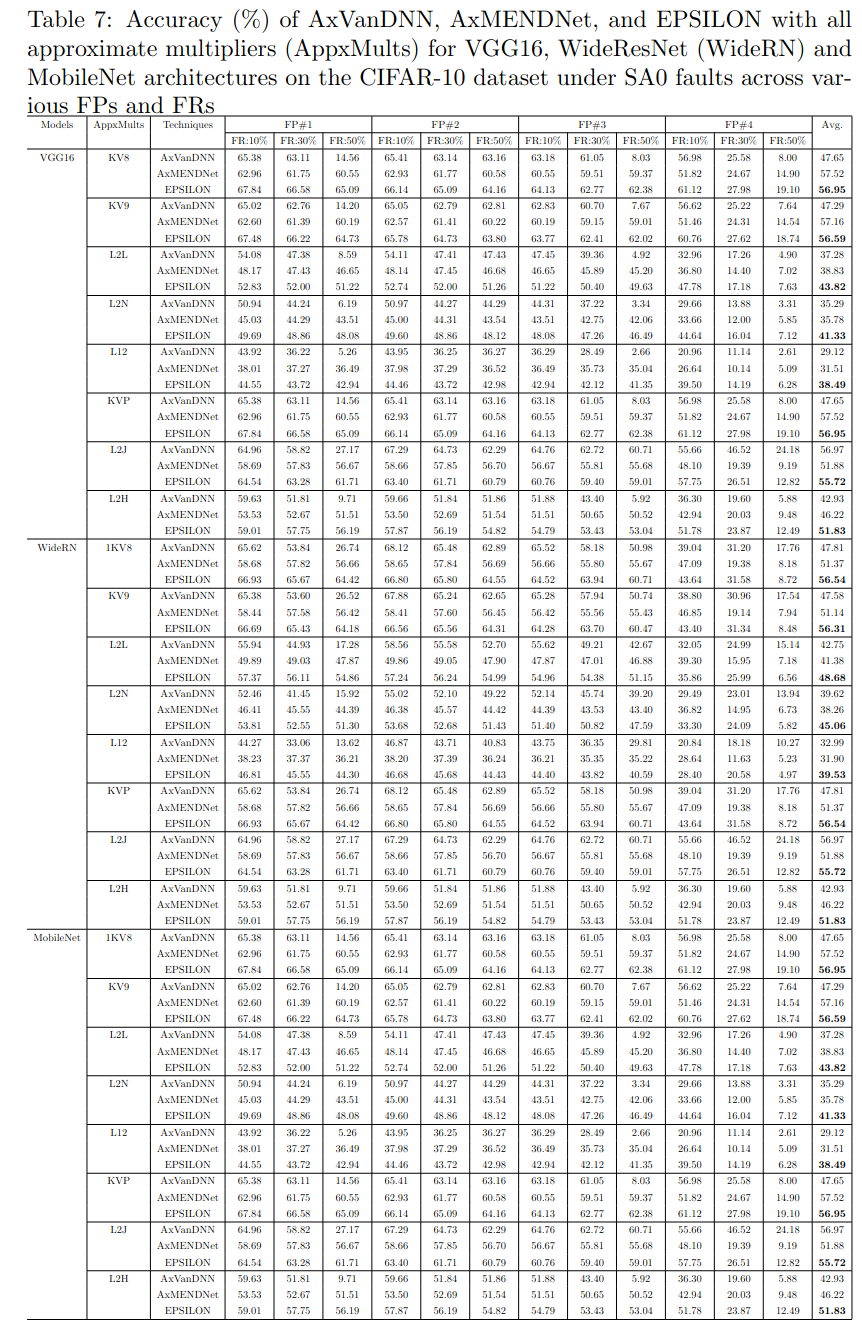 Table 7: Accuracy (%) of AxVanDNN, AxMENDNet, and EPSILON with all
approximate multipliers (AppxMults) for VGG16, WideResNet (WideRN) and
MobileNet architectures on the CIFAR-10 dataset under SA0 faults across var-
ious FPs and FRs
Models AppxMults Techniques FP#1 FP#2 FP#3 FP#4 Avg.
FR:10% FR:30% FR:50% FR:10% FR:30% FR:50% FR:10% FR:30% FR:50% FR:10% FR:30% FR:50%
VGG16 KV8 AxVanDNN 65.38 63.11 14.56 65.41 63.14 63.16 63.18 61.05 8.03 56.98 25.58 8.00 47.65
AxMENDNet 62.96 61.75 60.55 62.93 61.77 60.58 60.55 59.51 59.37 51.82 24.67 14.90 57.52
EPSILON 67.84 66.58 65.09 66.14 65.09 64.16 64.13 62.77 62.38 61.12 27.98 19.10 56.95
KV9 AxVanDNN 65.02 62.76 14.20 65.05 62.79 62.81 62.83 60.70 7.67 56.62 25.22 7.64 47.29
AxMENDNet 62.60 61.39 60.19 62.57 61.41 60.22 60.19 59.15 59.01 51.46 24.31 14.54 57.16
EPSILON 67.48 66.22 64.73 65.78 64.73 63.80 63.77 62.41 62.02 60.76 27.62 18.74 56.59
L2L AxVanDNN 54.08 47.38 8.59 54.11 47.41 47.43 47.45 39.36 4.92 32.96 17.26 4.90 37.28
AxMENDNet 48.17 47.43 46.65 48.14 47.45 46.68 46.65 45.89 45.20 36.80 14.40 7.02 38.83
EPSILON 52.83 52.00 51.22 52.74 52.00 51.26 51.22 50.40 49.63 47.78 17.18 7.63 43.82
L2N AxVanDNN 50.94 44.24 6.19 50.97 44.27 44.29 44.31 37.22 3.34 29.66 13.88 3.31 35.29
AxMENDNet 45.03 44.29 43.51 45.00 44.31 43.54 43.51 42.75 42.06 33.66 12.00 5.85 35.78
EPSILON 49.69 48.86 48.08 49.60 48.86 48.12 48.08 47.26 46.49 44.64 16.04 7.12 41.33
L12 AxVanDNN 43.92 36.22 5.26 43.95 36.25 36.27 36.29 28.49 2.66 20.96 11.14 2.61 29.12
AxMENDNet 38.01 37.27 36.49 37.98 37.29 36.52 36.49 35.73 35.04 26.64 10.14 5.09 31.51
EPSILON 44.55 43.72 42.94 44.46 43.72 42.98 42.94 42.12 41.35 39.50 14.19 6.28 38.49
KVP AxVanDNN 65.38 63.11 14.56 65.41 63.14 63.16 63.18 61.05 8.03 56.98 25.58 8.00 47.65
AxMENDNet 62.96 61.75 60.55 62.93 61.77 60.58 60.55 59.51 59.37 51.82 24.67 14.90 57.52
EPSILON 67.84 66.58 65.09 66.14 65.09 64.16 64.13 62.77 62.38 61.12 27.98 19.10 56.95
L2J AxVanDNN 64.96 58.82 27.17 67.29 64.73 62.29 64.76 62.72 60.71 55.66 46.52 24.18 56.97
AxMENDNet 58.69 57.83 56.67 58.66 57.85 56.70 56.67 55.81 55.68 48.10 19.39 9.19 51.88
EPSILON 64.54 63.28 61.71 63.40 61.71 60.79 60.76 59.40 59.01 57.75 26.51 12.82 55.72
L2H AxVanDNN 59.63 51.81 9.71 59.66 51.84 51.86 51.88 43.40 5.92 36.30 19.60 5.88 42.93
AxMENDNet 53.53 52.67 51.51 53.50 52.69 51.54 51.51 50.65 50.52 42.94 20.03 9.48 46.22
EPSILON 59.01 57.75 56.19 57.87 56.19 54.82 54.79 53.43 53.04 51.78 23.87 12.49 51.83
WideRN 1KV8 AxVanDNN 65.62 53.84 26.74 68.12 65.48 62.89 65.52 58.18 50.98 39.04 31.20 17.76 47.81
AxMENDNet 58.68 57.82 56.66 58.65 57.84 56.69 56.66 55.80 55.67 47.09 19.38 8.18 51.37
EPSILON 66.93 65.67 64.42 66.80 65.80 64.55 64.52 63.94 60.71 43.64 31.58 8.72 56.54
KV9 AxVanDNN 65.38 53.60 26.52 67.88 65.24 62.65 65.28 57.94 50.74 38.80 30.96 17.54 47.58
AxMENDNet 58.44 57.58 56.42 58.41 57.60 56.45 56.42 55.56 55.43 46.85 19.14 7.94 51.14
EPSILON 66.69 65.43 64.18 66.56 65.56 64.31 64.28 63.70 60.47 43.40 31.34 8.48 56.31
L2L AxVanDNN 55.94 44.93 17.28 58.56 55.58 52.70 55.62 49.21 42.67 32.05 24.99 15.14 42.75
AxMENDNet 49.89 49.03 47.87 49.86 49.05 47.90 47.87 47.01 46.88 39.30 15.95 7.18 41.38
EPSILON 57.37 56.11 54.86 57.24 56.24 54.99 54.96 54.38 51.15 35.86 25.99 6.56 48.68
L2N AxVanDNN 52.46 41.45 15.92 55.02 52.10 49.22 52.14 45.74 39.20 29.49 23.01 13.94 39.62
AxMENDNet 46.41 45.55 44.39 46.38 45.57 44.42 44.39 43.53 43.40 36.82 14.95 6.73 38.26
EPSILON 53.81 52.55 51.30 53.68 52.68 51.43 51.40 50.82 47.59 33.30 24.09 5.82 45.06
L12 AxVanDNN 44.27 33.06 13.62 46.87 43.71 40.83 43.75 36.35 29.81 20.84 18.18 10.27 32.99
AxMENDNet 38.23 37.37 36.21 38.20 37.39 36.24 36.21 35.35 35.22 28.64 11.63 5.23 31.90
EPSILON 46.81 45.55 44.30 46.68 45.68 44.43 44.40 43.82 40.59 28.40 20.58 4.97 39.53
KVP AxVanDNN 65.62 53.84 26.74 68.12 65.48 62.89 65.52 58.18 50.98 39.04 31.20 17.76 47.81
AxMENDNet 58.68 57.82 56.66 58.65 57.84 56.69 56.66 55.80 55.67 47.09 19.38 8.18 51.37
EPSILON 66.93 65.67 64.42 66.80 65.80 64.55 64.52 63.94 60.71 43.64 31.58 8.72 56.54
L2J AxVanDNN 64.96 58.82 27.17 67.29 64.73 62.29 64.76 62.72 60.71 55.66 46.52 24.18 56.97
AxMENDNet 58.69 57.83 56.67 58.66 57.85 56.70 56.67 55.81 55.68 48.10 19.39 9.19 51.88
EPSILON 64.54 63.28 61.71 63.40 61.71 60.79 60.76 59.40 59.01 57.75 26.51 12.82 55.72
L2H AxVanDNN 59.63 51.81 9.71 59.66 51.84 51.86 51.88 43.40 5.92 36.30 19.60 5.88 42.93
AxMENDNet 53.53 52.67 51.51 53.50 52.69 51.54 51.51 50.65 50.52 42.94 20.03 9.48 46.22
EPSILON 59.01 57.75 56.19 57.87 56.19 54.82 54.79 53.43 53.04 51.78 23.87 12.49 51.83
MobileNet 1KV8 AxVanDNN 65.38 63.11 14.56 65.41 63.14 63.16 63.18 61.05 8.03 56.98 25.58 8.00 47.65
AxMENDNet 62.96 61.75 60.55 62.93 61.77 60.58 60.55 59.51 59.37 51.82 24.67 14.90 57.52
EPSILON 67.84 66.58 65.09 66.14 65.09 64.16 64.13 62.77 62.38 61.12 27.98 19.10 56.95
KV9 AxVanDNN 65.02 62.76 14.20 65.05 62.79 62.81 62.83 60.70 7.67 56.62 25.22 7.64 47.29
AxMENDNet 62.60 61.39 60.19 62.57 61.41 60.22 60.19 59.15 59.01 51.46 24.31 14.54 57.16
EPSILON 67.48 66.22 64.73 65.78 64.73 63.80 63.77 62.41 62.02 60.76 27.62 18.74 56.59
L2L AxVanDNN 54.08 47.38 8.59 54.11 47.41 47.43 47.45 39.36 4.92 32.96 17.26 4.90 37.28
AxMENDNet 48.17 47.43 46.65 48.14 47.45 46.68 46.65 45.89 45.20 36.80 14.40 7.02 38.83
EPSILON 52.83 52.00 51.22 52.74 52.00 51.26 51.22 50.40 49.63 47.78 17.18 7.63 43.82
L2N AxVanDNN 50.94 44.24 6.19 50.97 44.27 44.29 44.31 37.22 3.34 29.66 13.88 3.31 35.29
AxMENDNet 45.03 44.29 43.51 45.00 44.31 43.54 43.51 42.75 42.06 33.66 12.00 5.85 35.78
EPSILON 49.69 48.86 48.08 49.60 48.86 48.12 48.08 47.26 46.49 44.64 16.04 7.12 41.33
L12 AxVanDNN 43.92 36.22 5.26 43.95 36.25 36.27 36.29 28.49 2.66 20.96 11.14 2.61 29.12
AxMENDNet 38.01 37.27 36.49 37.98 37.29 36.52 36.49 35.73 35.04 26.64 10.14 5.09 31.51
EPSILON 44.55 43.72 42.94 44.46 43.72 42.98 42.94 42.12 41.35 39.50 14.19 6.28 38.49
KVP AxVanDNN 65.38 63.11 14.56 65.41 63.14 63.16 63.18 61.05 8.03 56.98 25.58 8.00 47.65
AxMENDNet 62.96 61.75 60.55 62.93 61.77 60.58 60.55 59.51 59.37 51.82 24.67 14.90 57.52
EPSILON 67.84 66.58 65.09 66.14 65.09 64.16 64.13 62.77 62.38 61.12 27.98 19.10 56.95
L2J AxVanDNN 64.96 58.82 27.17 67.29 64.73 62.29 64.76 62.72 60.71 55.66 46.52 24.18 56.97
AxMENDNet 58.69 57.83 56.67 58.66 57.85 56.70 56.67 55.81 55.68 48.10 19.39 9.19 51.88
EPSILON 64.54 63.28 61.71 63.40 61.71 60.79 60.76 59.40 59.01 57.75 26.51 12.82 55.72
L2H AxVanDNN 59.63 51.81 9.71 59.66 51.84 51.86 51.88 43.40 5.92 36.30 19.60 5.88 42.93
AxMENDNet 53.53 52.67 51.51 53.50 52.69 51.54 51.51 50.65 50.52 42.94 20.03 9.48 46.22
EPSILON 59.01 57.75 56.19 57.87 56.19 54.82 54.79 53.43 53.04 51.78 23.87 12.49 51.83